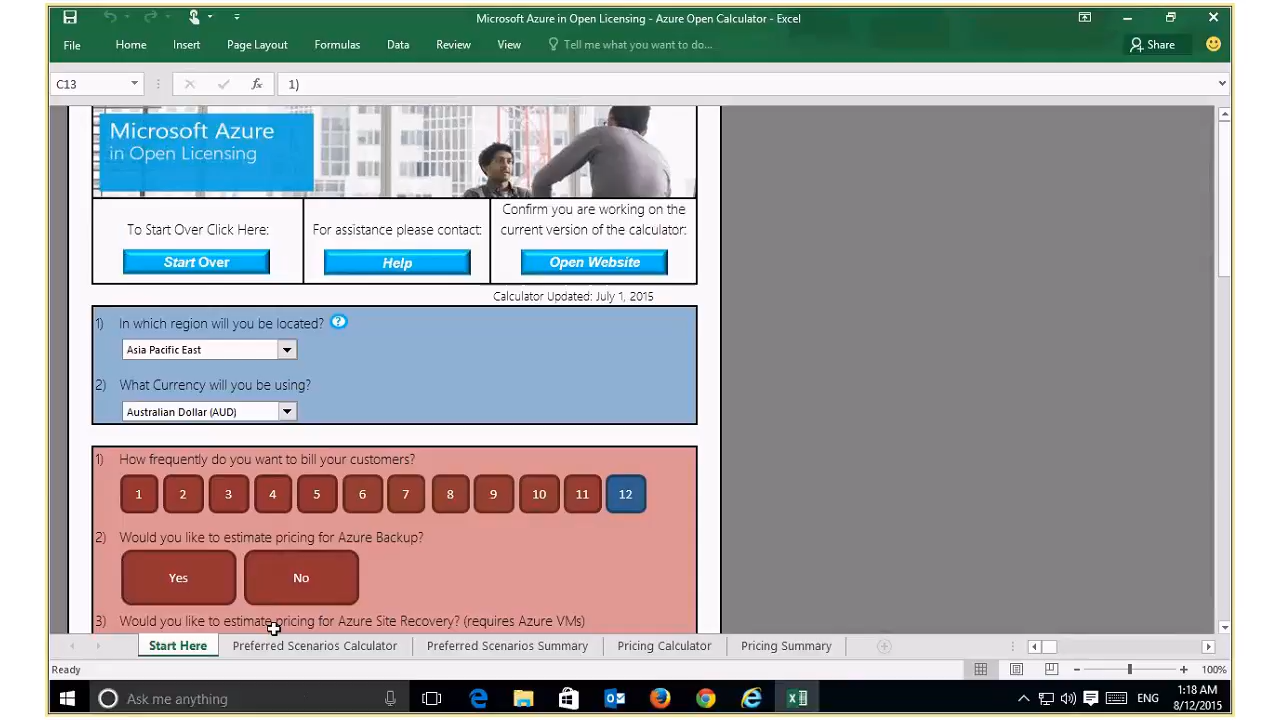 Microsoft Azure in Open Licensing - Azure Open Calculator - Excel
File Home Insert Page Layout Formulas Data Review View Tell me what you want to do... Share
C13 fx 1)
Microsoft Azure
in Open Licensing
To Start Over Click Here:
Start Over
For assistance please contact:
Help
Confirm you are working on the
current version of the calculator:
Open Website
Calculator Updated: July 1, 2015
1) In which region will you be located? ?
Asia Pacific East
2) What Currency will you be using?
Australian Dollar (AUD)
1) How frequently do you want to bill your customers?
1 2 3 4 5 6 7 8 9 10 11 12
2) Would you like to estimate pricing for Azure Backup?
Yes No
3) Would you like to estimate pricing for Azure Site Recovery? (requires Azure VMs)
Start Here Preferred Scenarios Calculator Preferred Scenarios Summary Pricing Calculator Pricing Summary
Ready 100%
Ask me anything ENG 1:18 AM
8/12/2015